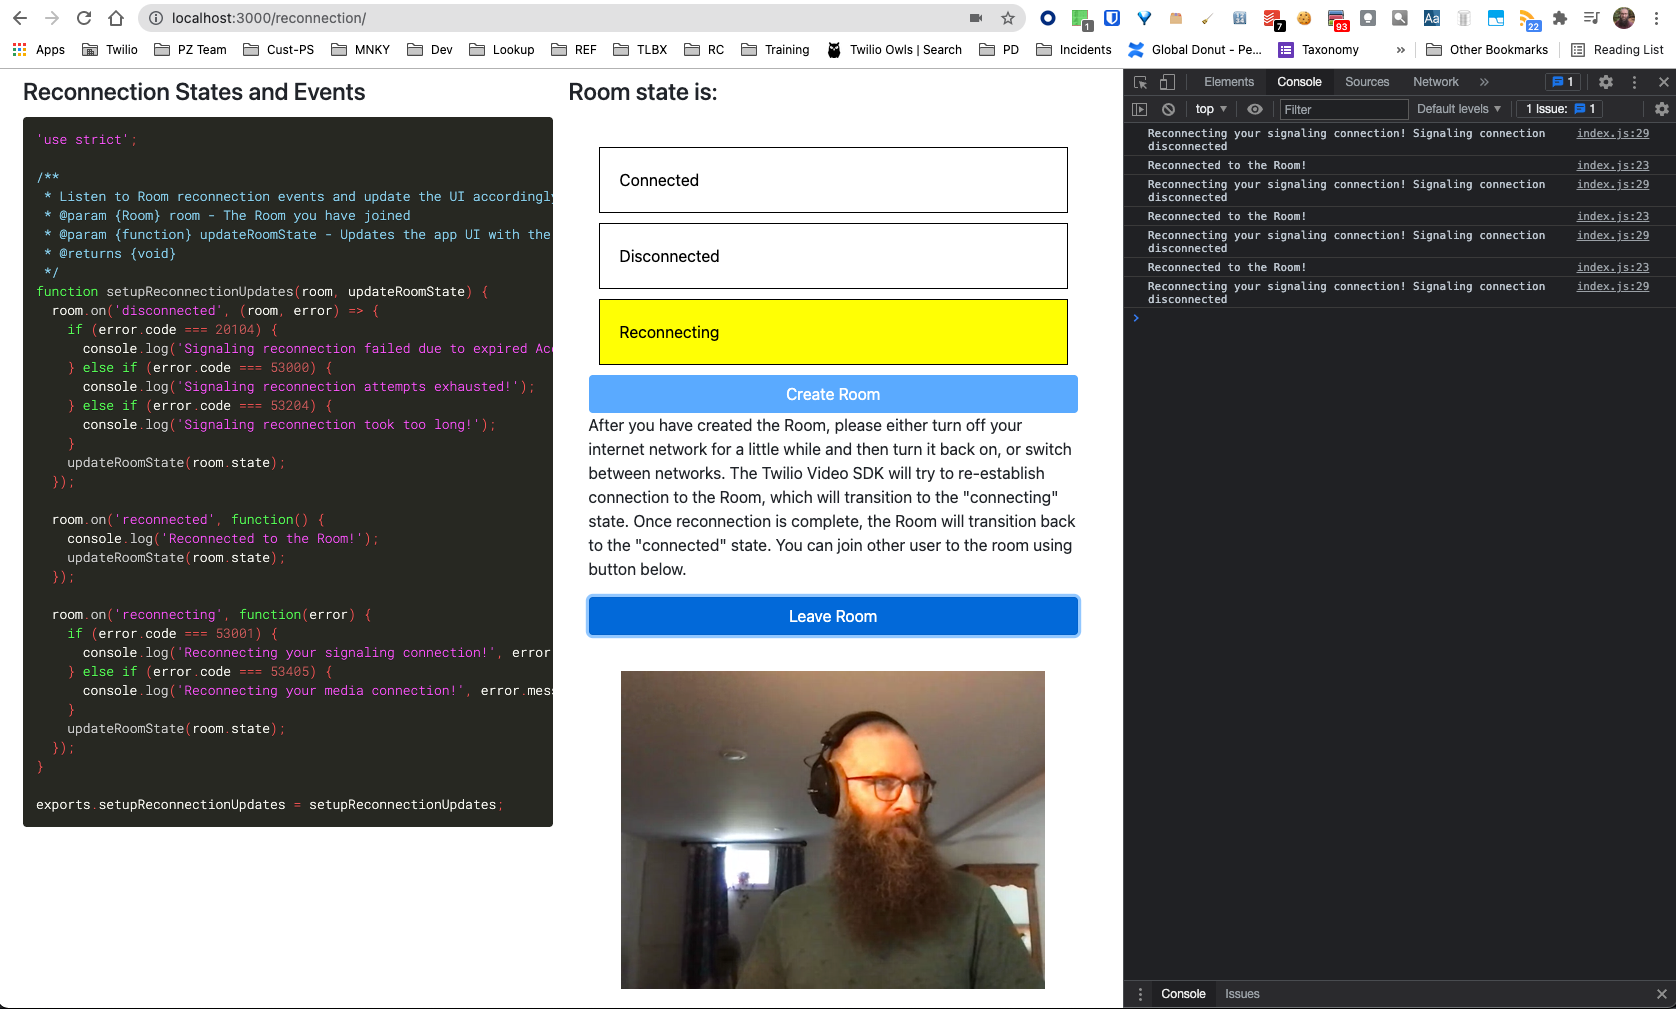 localhost:3000/reconnection/
1
7
93
Aa
22
Apps
Twilio
PZ Team
Cust-PS
MNKY
Dev
Lookup
REF
TLBX
RC
Training
Twilio Owls | Search
PD
Incidents
Global Donut - Pe...
Taxonomy
»
Other Bookmarks
Reading List
Reconnection States and Events
'use strict';
/**
* Listen to Room reconnection events and update the UI accordingly
* @param {Room} room - The Room you have joined
* @param {function} updateRoomState - Updates the app UI with the
* @returns {void}
*/
function setupReconnectionUpdates(room, updateRoomState) {
room.on('disconnected', (room, error) => {
if (error.code === 20104) {
console.log('Signaling reconnection failed due to expired Acc
} else if (error.code === 53000) {
console.log('Signaling reconnection attempts exhausted!');
} else if (error.code === 53204) {
console.log('Signaling reconnection took too long!');
}
updateRoomState(room.state);
});
room.on('reconnected', function() {
console.log('Reconnected to the Room!');
updateRoomState(room.state);
});
room.on('reconnecting', function(error) {
if (error.code === 53001) {
console.log('Reconnecting your signaling connection!', error
} else if (error.code === 53405) {
console.log('Reconnecting your media connection!', error.mes
}
updateRoomState(room.state);
});
}
exports.setupReconnectionUpdates = setupReconnectionUpdates;
Room state is:
Connected
Disconnected
Reconnecting
Create Room
After you have created the Room, please either turn off your
internet network for a little while and then turn it back on, or switch
between networks. The Twilio Video SDK will try to re-establish
connection to the Room, which will transition to the "connecting"
state. Once reconnection is complete, the Room will transition back
to the "connected" state. You can join other user to the room using
button below.
Leave Room
Elements
Console
Sources
Network
»
1
top
Filter
Default levels
1 Issue:
1
Reconnecting your signaling connection! Signaling connection index.js:29
disconnected
Reconnected to the Room! index.js:23
Reconnecting your signaling connection! Signaling connection index.js:29
disconnected
Reconnected to the Room! index.js:23
Reconnecting your signaling connection! Signaling connection index.js:29
disconnected
Reconnected to the Room! index.js:23
Reconnecting your signaling connection! Signaling connection index.js:29
disconnected
Console
Issues